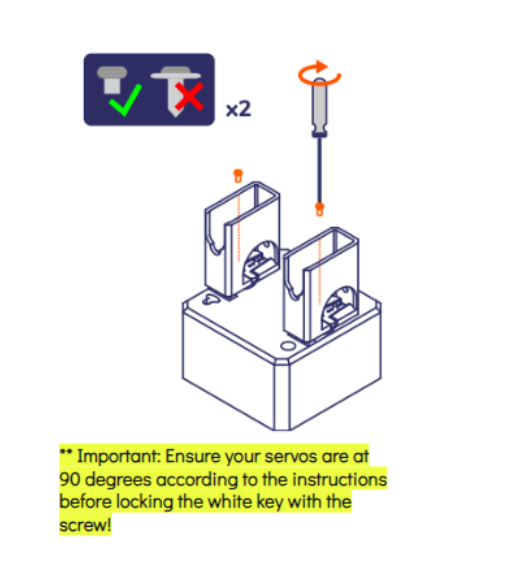 x2
** Important: Ensure your servos are at
90 degrees according to the instructions
before locking the white key with the
screw!